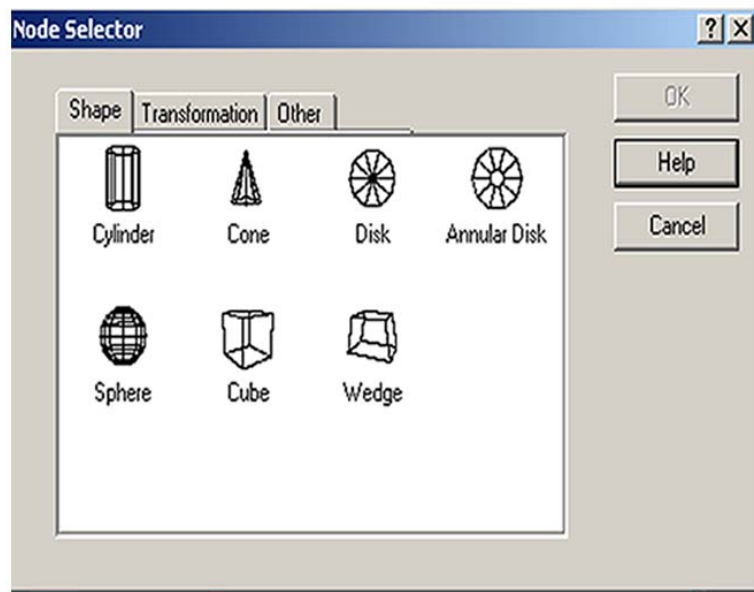 Node Selector
Shape Transformation Other
OK
Help
Cancel
Cylinder Cone Disk Annular Disk
Sphere Cube Wedge